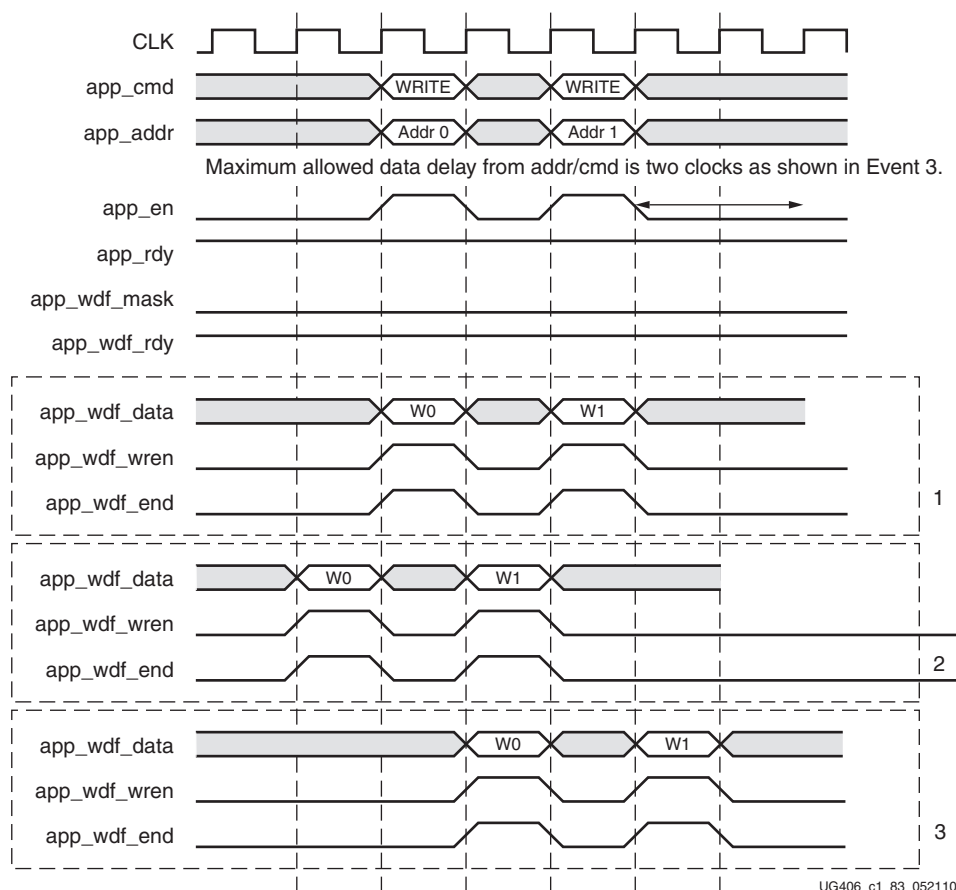 CLK
app_cmd WRITE WRITE
app_addr Addr 0 Addr 1
Maximum allowed data delay from addr/cmd is two clocks as shown in Event 3.
app_en
app_rdy
app_wdf_mask
app_wdf_rdy
app_wdf_data W0 W1
app_wdf_wren
app_wdf_end
1
app_wdf_data W0 W1
app_wdf_wren
app_wdf_end
2
app_wdf_data W0 W1
app_wdf_wren
app_wdf_end
3
UG406_c1_83_052110